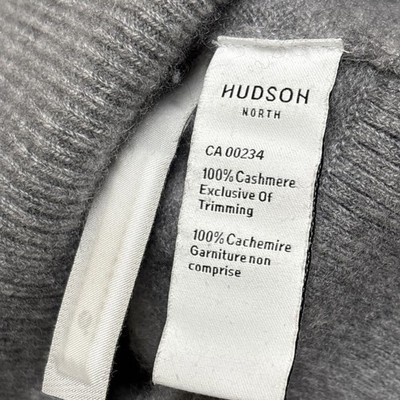 HUDSON
NORTH
CA 00234
100% Cashmere
Exclusive Of
Trimming
100% Cachemire
Garniture non
comprise